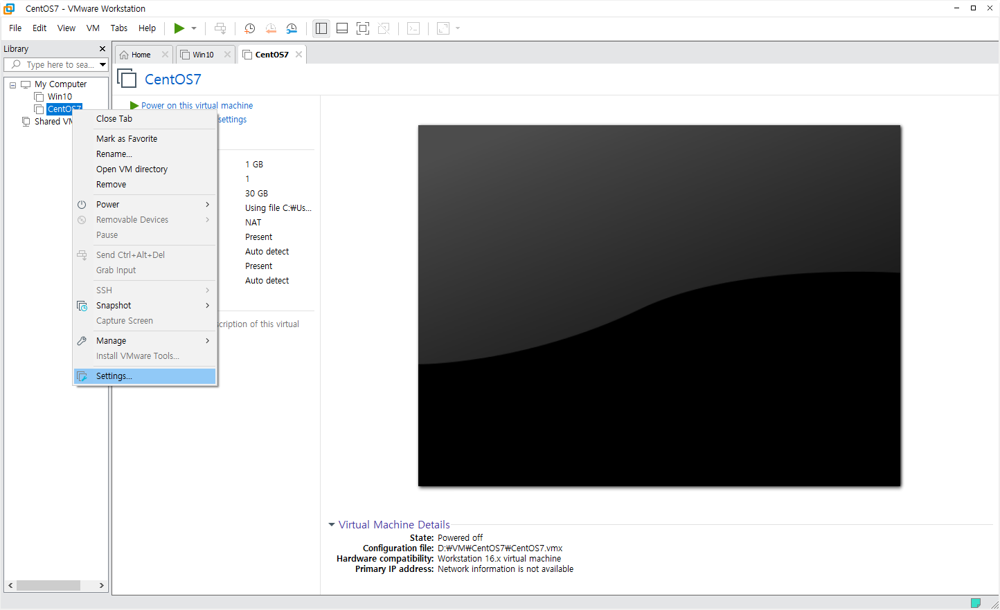 CentOS7 - VMware Workstation
File Edit View VM Tabs Help
Library
Type here to sea...
My Computer
Win10
CentOS7
Shared VM
Home
Win10
CentOS7
CentOS7
Power on this virtual machine
settings
1 GB
1
30 GB
Using file C:₩Us...
NAT
Present
Auto detect
Present
Auto detect
scription of this virtual
Close Tab
Mark as Favorite
Rename...
Open VM directory
Remove
Power
Removable Devices
Pause
Send Ctrl+Alt+Del
Grab Input
SSH
Snapshot
Capture Screen
Manage
Install VMware Tools...
Settings...
Virtual Machine Details
State: Powered off
Configuration file: D:₩VM₩CentOS7₩CentOS7.vmx
Hardware compatibility: Workstation 16.x virtual machine
Primary IP address: Network information is not available